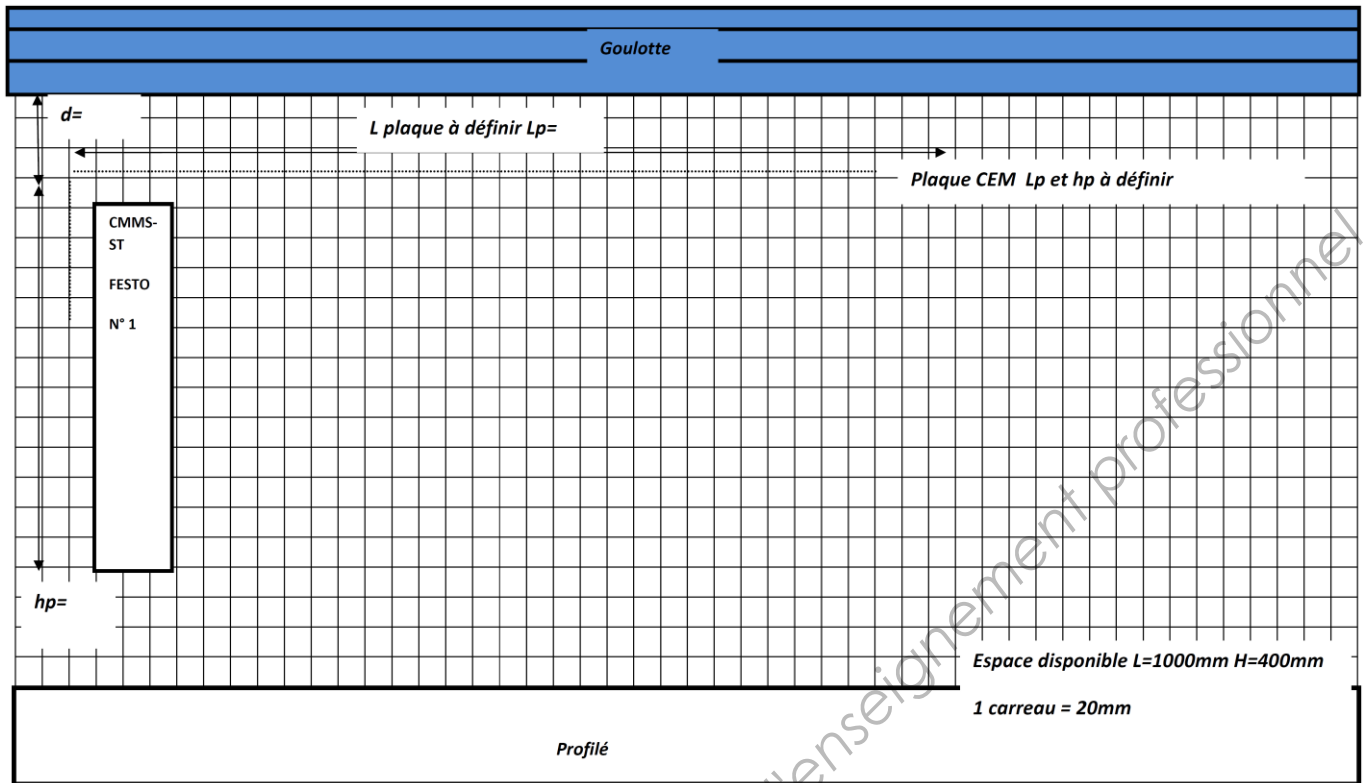 Goulotte
d=
L plaque à définir Lp=
Plaque CEM Lp et hp à définir
CMMS-
ST
FESTO
N° 1
hp=
Espace disponible L=1000mm H=400mm
1 carreau = 20mm
Profilé
l'enseignement professionnel